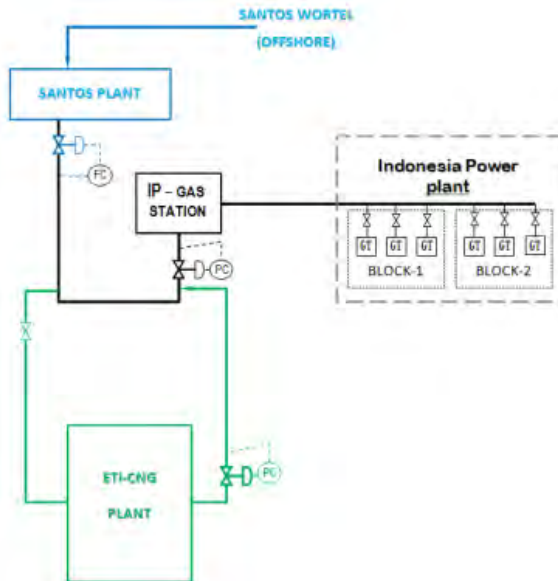 SANTOS WORTEL
(OFFSHORE)
SANTOS PLANT
FC
IP – GAS
STATION
PC
Indonesia Power
plant
GT GT GT GT GT GT
BLOCK-1 BLOCK-2
ETI-CNG
PLANT
PC